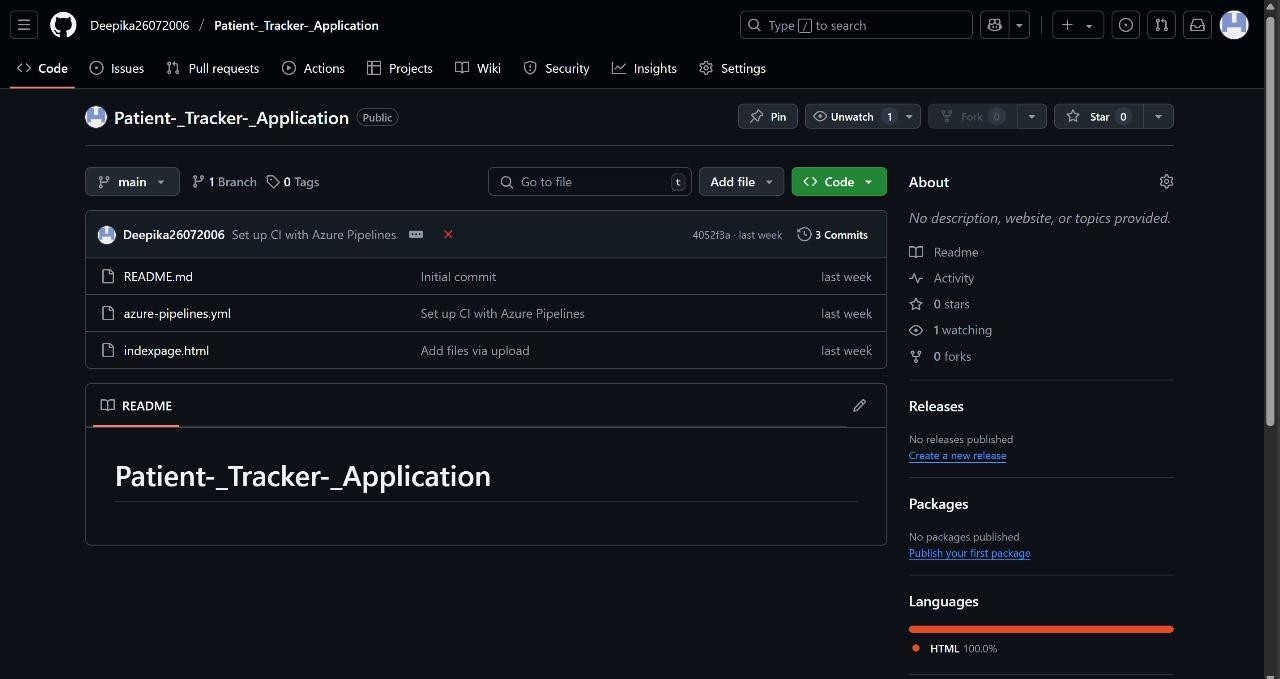 Deepika26072006 / Patient-_Tracker-_Application
Type / to search
Code Issues Pull requests Actions Projects Wiki Security Insights Settings
Patient-_Tracker-_Application Public
Pin Unwatch 1 Fork 0 Star 0
main 1 Branch 0 Tags Go to file t Add file Code
Deepika26072006 Set up CI with Azure Pipelines 4052f3a · last week 3 Commits
README.md Initial commit last week
azure-pipelines.yml Set up CI with Azure Pipelines last week
indexpage.html Add files via upload last week
README
Patient-_Tracker-_Application
About
No description, website, or topics provided.
Readme
Activity
0 stars
1 watching
0 forks
Releases
No releases published
Create a new release
Packages
No packages published
Publish your first package
Languages
HTML 100.0%